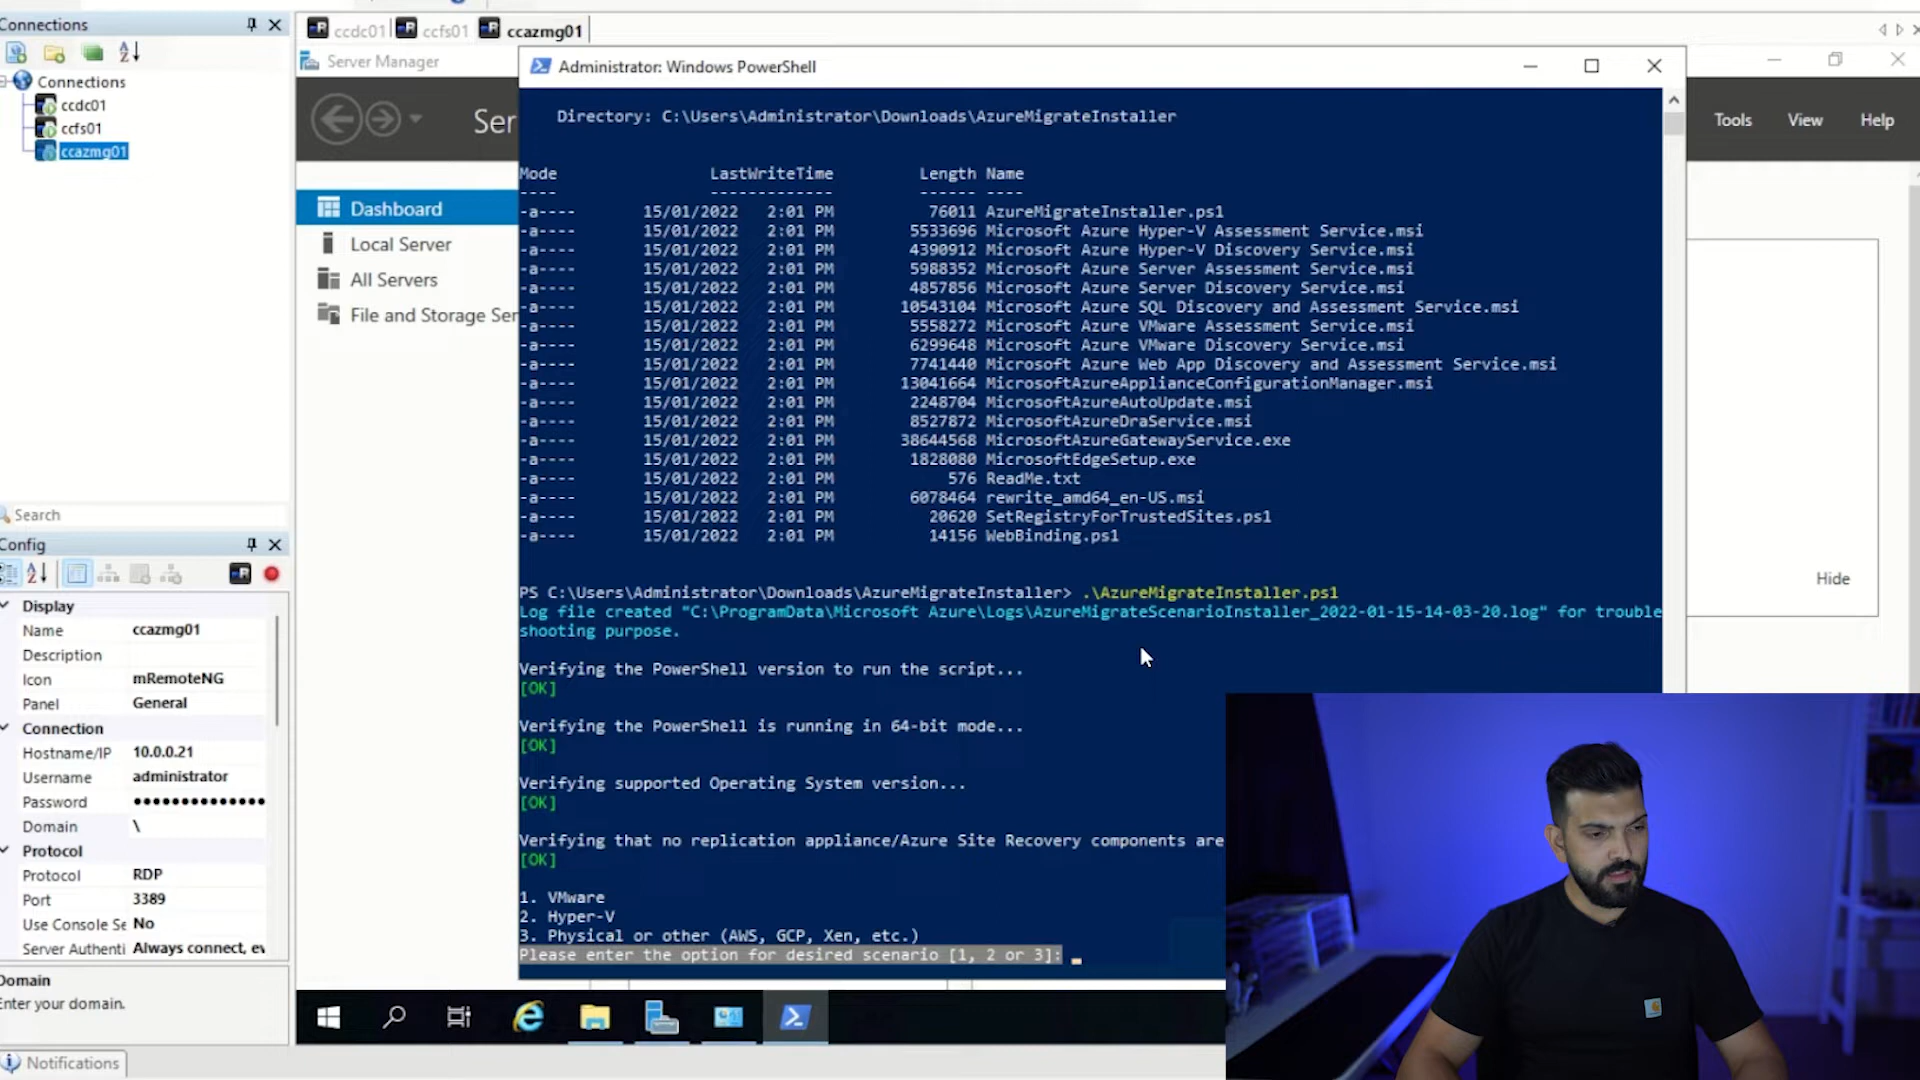 Connections
ccdc01
ccfs01
ccazmg01
Connections
ccdc01
ccfs01
ccazmg01
Search
Config
Display
Name ccazmg01
Description
Icon mRemoteNG
Panel General
Connection
Hostname/IP 10.0.0.21
Username administrator
Password ●●●●●●●●●●●●●●
Domain \
Protocol
Protocol RDP
Port 3389
Use Console Se No
Server Authenti Always connect, ev
Domain
Enter your domain.
Notifications
Server Manager
Ser
Tools View Help
Dashboard
Local Server
All Servers
File and Storage Ser
Hide
Administrator: Windows PowerShell
Directory: C:\Users\Administrator\Downloads\AzureMigrateInstaller
Mode LastWriteTime Length Name
---- ------------- ------ ----
-a---- 15/01/2022 2:01 PM 76011 AzureMigrateInstaller.ps1
-a---- 15/01/2022 2:01 PM 5533696 Microsoft Azure Hyper-V Assessment Service.msi
-a---- 15/01/2022 2:01 PM 4390912 Microsoft Azure Hyper-V Discovery Service.msi
-a---- 15/01/2022 2:01 PM 5988352 Microsoft Azure Server Assessment Service.msi
-a---- 15/01/2022 2:01 PM 4857856 Microsoft Azure Server Discovery Service.msi
-a---- 15/01/2022 2:01 PM 10543104 Microsoft Azure SQL Discovery and Assessment Service.msi
-a---- 15/01/2022 2:01 PM 5558272 Microsoft Azure VMware Assessment Service.msi
-a---- 15/01/2022 2:01 PM 6299648 Microsoft Azure VMware Discovery Service.msi
-a---- 15/01/2022 2:01 PM 7741440 Microsoft Azure Web App Discovery and Assessment Service.msi
-a---- 15/01/2022 2:01 PM 13041664 MicrosoftAzureApplianceConfigurationManager.msi
-a---- 15/01/2022 2:01 PM 2248704 MicrosoftAzureAutoUpdate.msi
-a---- 15/01/2022 2:01 PM 8527872 MicrosoftAzureDraService.msi
-a---- 15/01/2022 2:01 PM 38644568 MicrosoftAzureGatewayService.exe
-a---- 15/01/2022 2:01 PM 1828080 MicrosoftEdgeSetup.exe
-a---- 15/01/2022 2:01 PM 576 ReadMe.txt
-a---- 15/01/2022 2:01 PM 6078464 rewrite_amd64_en-US.msi
-a---- 15/01/2022 2:01 PM 20620 SetRegistryForTrustedSites.ps1
-a---- 15/01/2022 2:01 PM 14156 WebBinding.ps1
PS C:\Users\Administrator\Downloads\AzureMigrateInstaller> .\AzureMigrateInstaller.ps1
Log file created "C:\ProgramData\Microsoft Azure\Logs\AzureMigrateScenarioInstaller_2022-01-15-14-03-20.log" for trouble
shooting purpose.
Verifying the PowerShell version to run the script...
[OK]
Verifying the PowerShell is running in 64-bit mode...
[OK]
Verifying supported Operating System version...
[OK]
Verifying that no replication appliance/Azure Site Recovery components are
[OK]
1. VMware
2. Hyper-V
3. Physical or other (AWS, GCP, Xen, etc.)
Please enter the option for desired scenario [1, 2 or 3]: